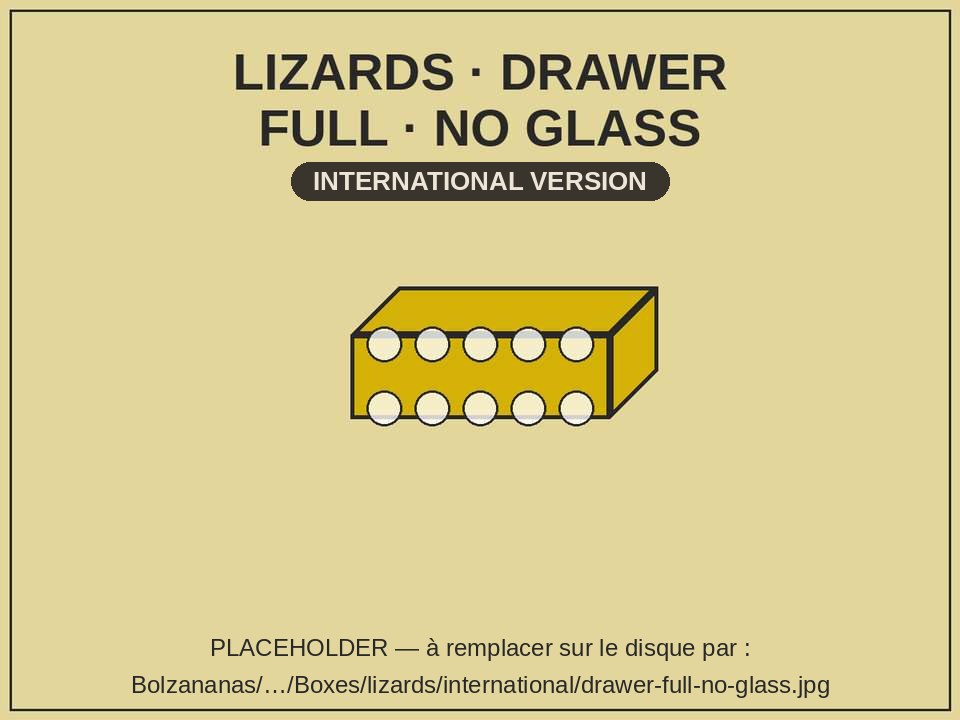 LIZARDS · DRAWER
FULL · NO GLASS
INTERNATIONAL VERSION
PLACEHOLDER — à remplacer sur le disque par :
Bolzananas/…/Boxes/lizards/international/drawer-full-no-glass.jpg